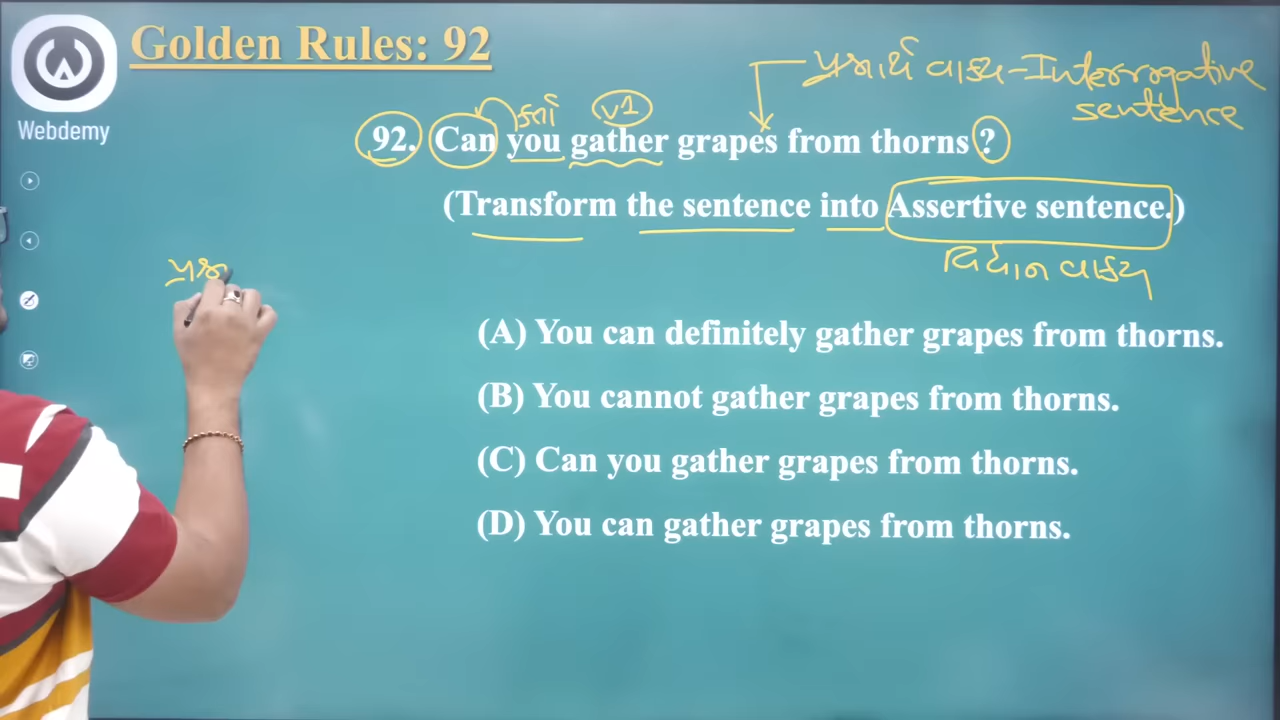 Golden Rules: 92
Webdemy
પ્રશ્નાર્થ વાક્ય-Interrogative
sentence
કર્તા
V1
92. Can you gather grapes from thorns ?
(Transform the sentence into Assertive sentence.)
વિધાન વાક્ય
પ્રશ્ન
(A) You can definitely gather grapes from thorns.
(B) You cannot gather grapes from thorns.
(C) Can you gather grapes from thorns.
(D) You can gather grapes from thorns.